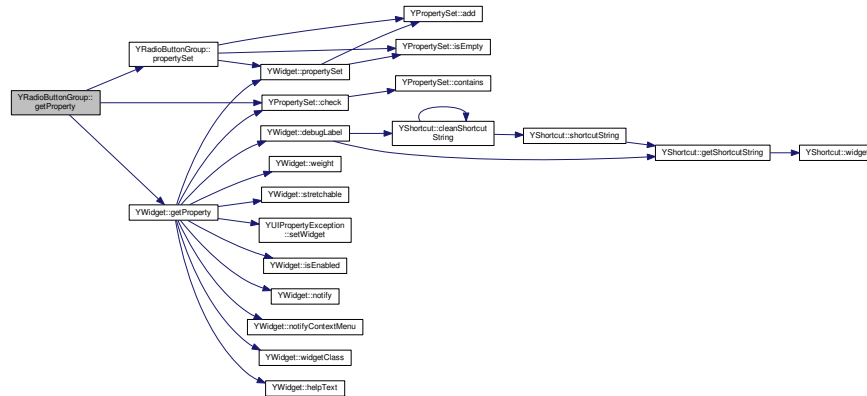 YPropertySet::add
YRadioButtonGroup::
propertySet
YPropertySet::isEmpty
YWidget::propertySet
YPropertySet::contains
YRadioButtonGroup::
getProperty
YPropertySet::check
YShortcut::cleanShortcut
String
YWidget::debugLabel
YShortcut::shortcutString
YShortcut::getShortcutString
YShortcut::widget
YWidget::weight
YWidget::stretchable
YWidget::getProperty
YUIPropertyException
::setWidget
YWidget::isEnabled
YWidget::notify
YWidget::notifyContextMenu
YWidget::widgetClass
YWidget::helpText